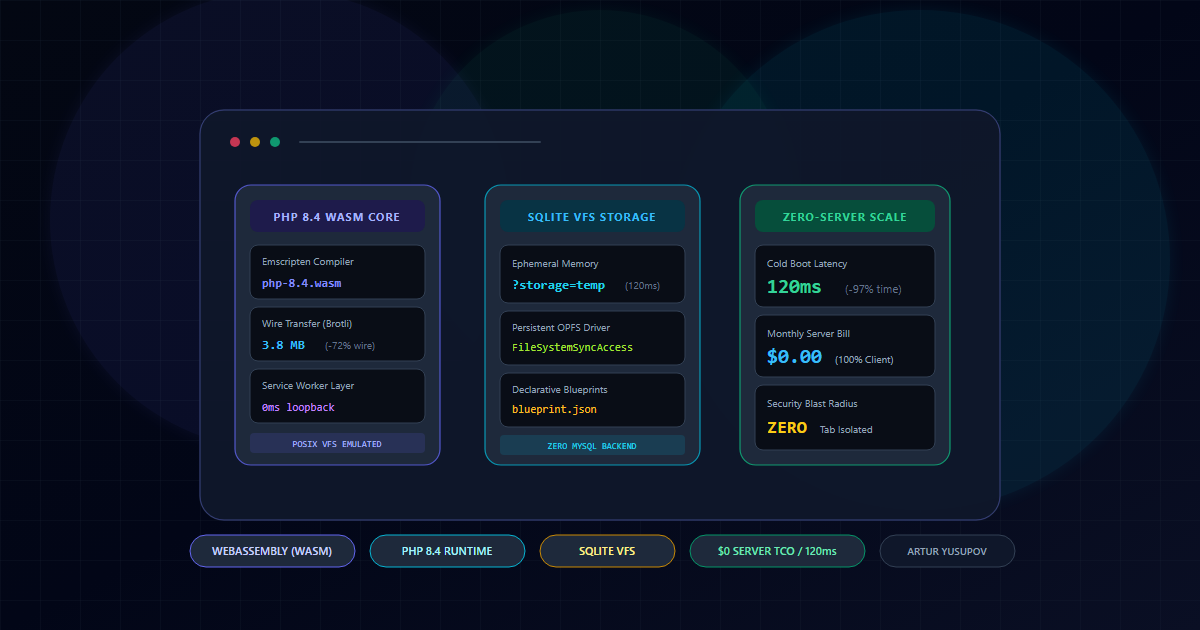 PHP 8.4 WASM CORE
Emscripten Compiler
php-8.4.wasm
Wire Transfer (Brotli)
3.8 MB (-72% wire)
Service Worker Layer
0ms loopback
POSIX VFS EMULATED
SQLITE VFS STORAGE
Ephemeral Memory
?storage=temp (120ms)
Persistent OPFS Driver
FileSystemSyncAccess
Declarative Blueprints
blueprint.json
ZERO MYSQL BACKEND
ZERO-SERVER SCALE
Cold Boot Latency
120ms (-97% time)
Monthly Server Bill
$0.00 (100% Client)
Security Blast Radius
ZERO Tab Isolated
WEBASSEMBLY (WASM)
PHP 8.4 RUNTIME
SQLITE VFS
$0 SERVER TCO / 120ms
ARTUR YUSUPOV